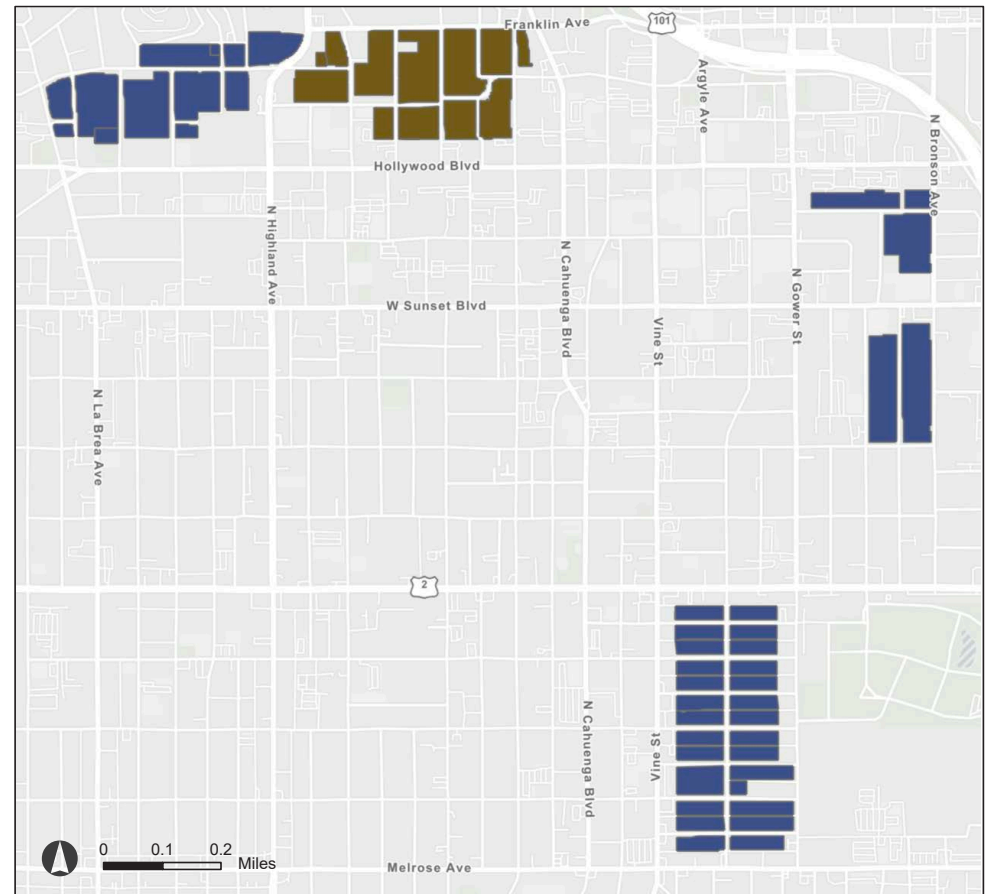 Franklin Ave
101
Argyle Ave
N Bronson Ave
Hollywood Blvd
N Highland Ave
N Cahuenga Blvd
W Sunset Blvd
N Gower St
Vine St
N La Brea Ave
2
N Cahuenga Blvd
Vine St
0 0.1 0.2
Miles
Melrose Ave